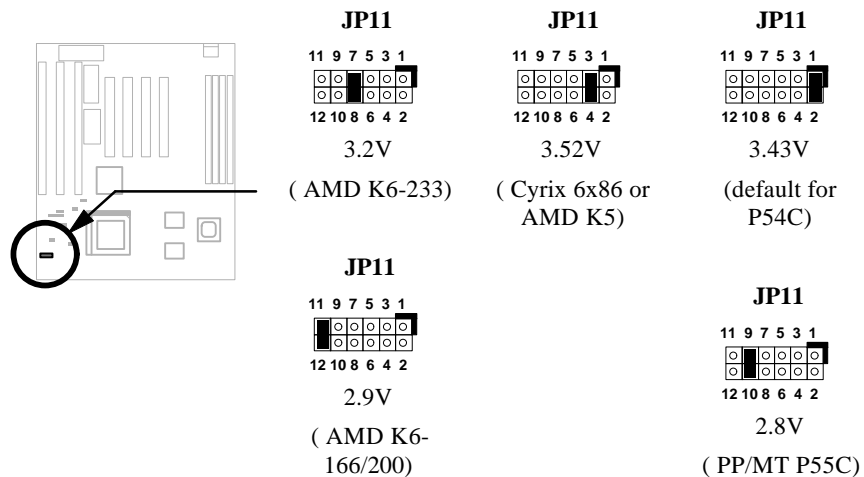 JP11
11 9 7 5 3 1
12 10 8 6 4 2
3.2V
( AMD K6-233)
JP11
11 9 7 5 3 1
12 10 8 6 4 2
3.52V
( Cyrix 6x86 or
AMD K5)
JP11
11 9 7 5 3 1
12 10 8 6 4 2
3.43V
(default for
P54C)
JP11
11 9 7 5 3 1
12 10 8 6 4 2
2.9V
( AMD K6-
166/200)
JP11
11 9 7 5 3 1
12 10 8 6 4 2
2.8V
( PP/MT P55C)